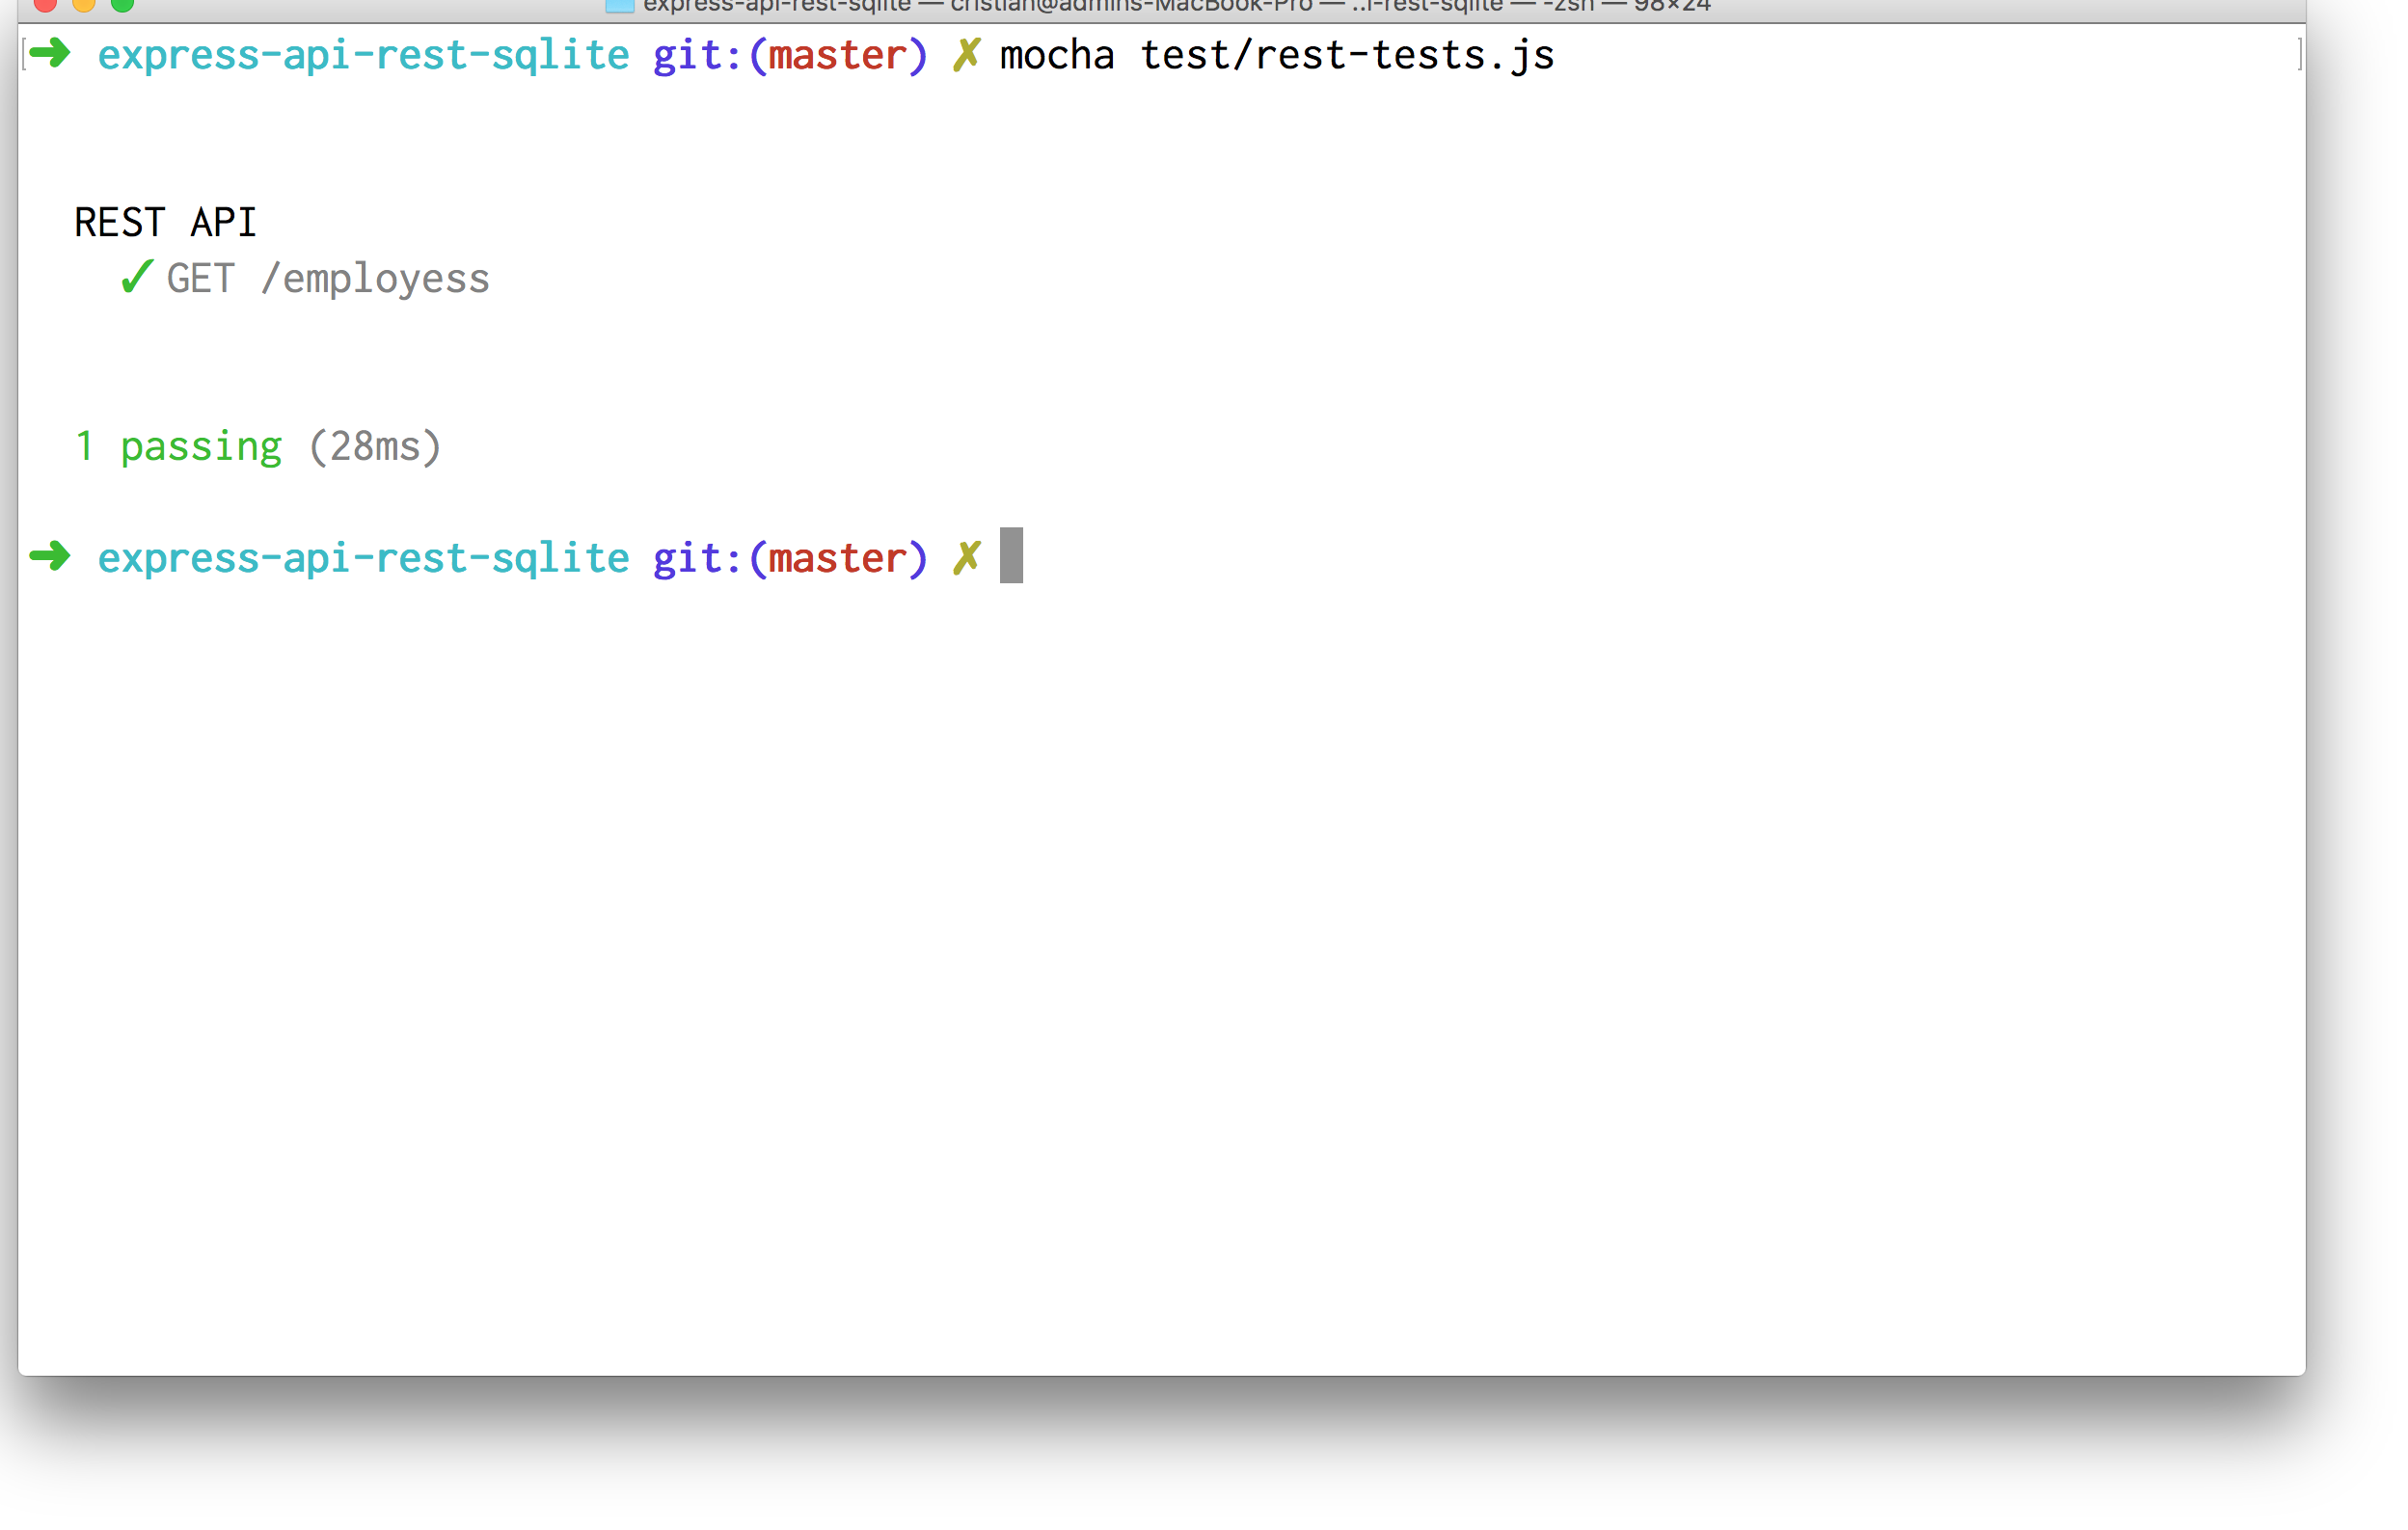 express-api-rest-sqlite — cristian@admins-MacBook-Pro — ..i-rest-sqlite — -zsh — 98×24
➜ express-api-rest-sqlite git:(master) ✗ mocha test/rest-tests.js
REST API
✓ GET /employess
1 passing (28ms)
➜ express-api-rest-sqlite git:(master) ✗